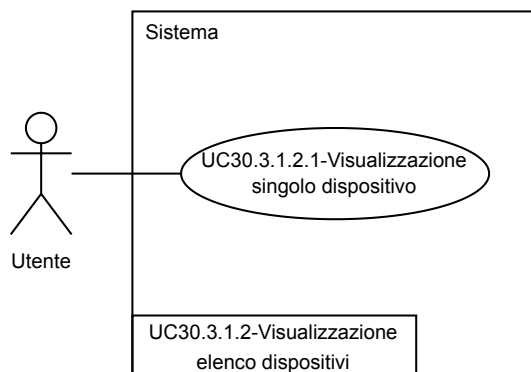 Sistema
UC30.3.1.2.1-Visualizzazione
singolo dispositivo
Utente
UC30.3.1.2-Visualizzazione
elenco dispositivi